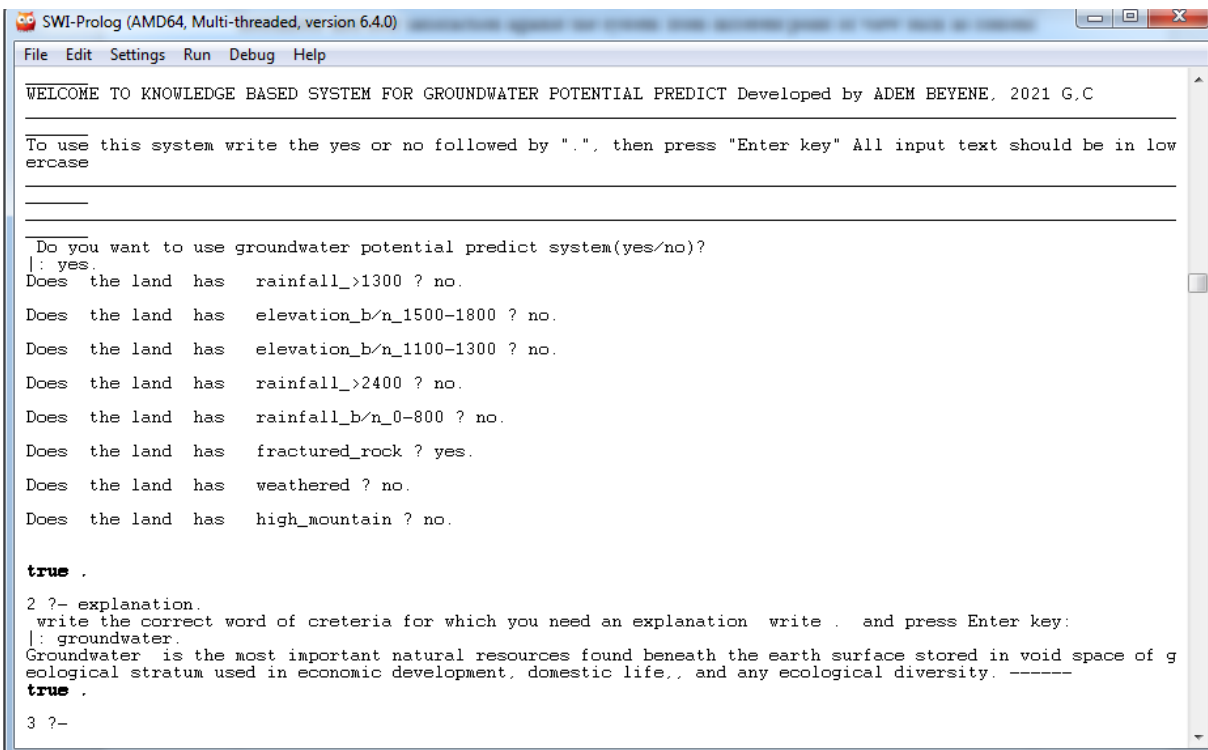 SWI-Prolog (AMD64, Multi-threaded, version 6.4.0)
File Edit Settings Run Debug Help
WELCOME TO KNOWLEDGE BASED SYSTEM FOR GROUNDWATER POTENTIAL PREDICT Developed by ADEM BEYENE, 2021 G,C
To use this system write the yes or no followed by ".", then press "Enter key" All input text should be in low
ercase
Do you want to use groundwater potential predict system(yes/no)?
|: yes.
Does the land has rainfall_>1300 ? no.
Does the land has elevation_b/n_1500-1800 ? no.
Does the land has elevation_b/n_1100-1300 ? no.
Does the land has rainfall_>2400 ? no.
Does the land has rainfall_b/n_0-800 ? no.
Does the land has fractured_rock ? yes.
Does the land has weathered ? no.
Does the land has high_mountain ? no.
true .
2 ?- explanation.
write the correct word of creteria for which you need an explanation write . and press Enter key:
|: groundwater.
Groundwater is the most important natural resources found beneath the earth surface stored in void space of g
eological stratum used in economic development, domestic life,, and any ecological diversity. ------
true .
3 ?-